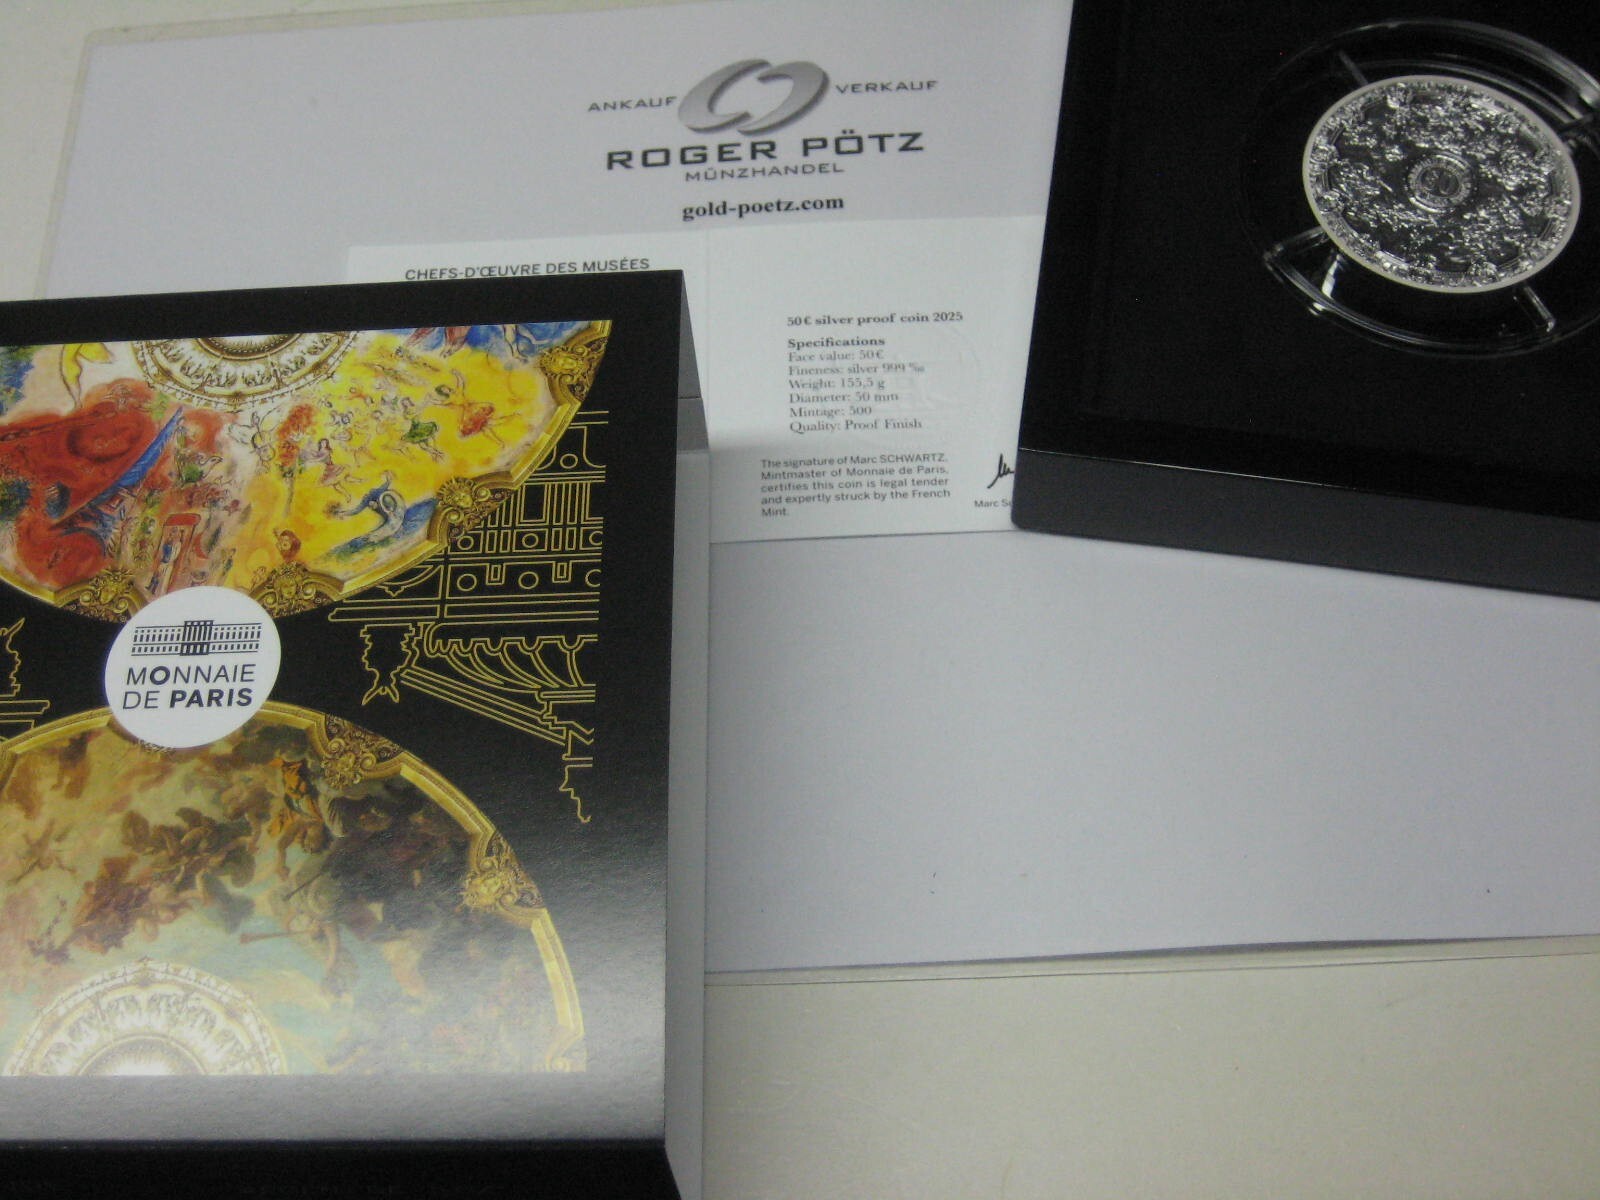 ANKAUF VERKAUF
ROGER PÖTZ
MÜNZHANDEL
gold-poetz.com
CHEFS-D'ŒUVRE DES MUSÉES
50 € silver proof coin 2025
Specifications
Face value: 50 €
Fineness: silver 999 ‰
Weight: 155,5 g
Diameter: 50 mm
Mintage: 500
Quality: Proof Finish
The signature of Marc SCHWARTZ,
Mintmaster of Monnaie de Paris,
certifies this coin is legal tender
and expertly struck by the French
Mint.
Marc
MONNAIE
DE PARIS